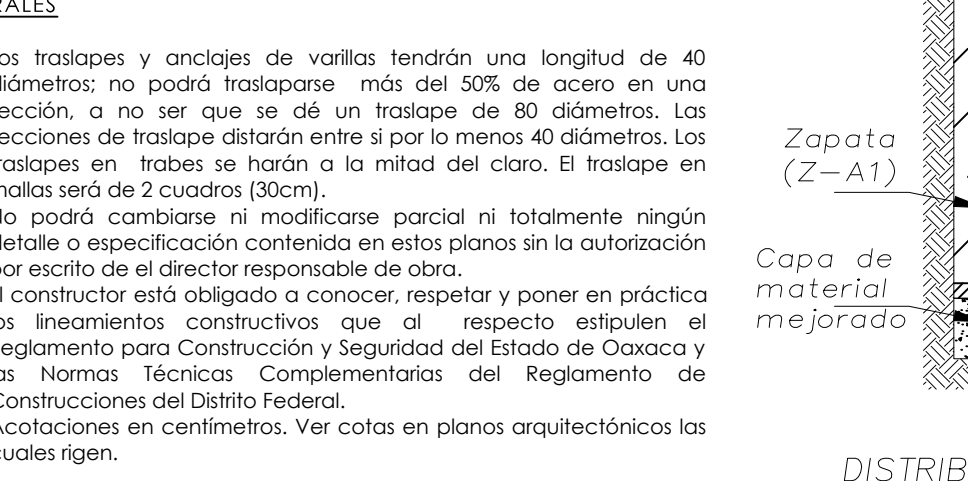 RALES
os traslapes y anclajes de varillas tendrán una longitud de 40
diámetros; no podrá traslaparse más del 50% de acero en una
ección, a no ser que se dé un traslape de 80 diámetros. Las
ecciones de traslape distarán entre si por lo menos 40 diámetros. Los
raslapes en trabes se harán a la mitad del claro. El traslape en
mallas será de 2 cuadros (30cm).
No podrá cambiarse ni modificarse parcial ni totalmente ningún
detalle o especificación contenida en estos planos sin la autorización
por escrito de el director responsable de obra.
El constructor está obligado a conocer, respetar y poner en práctica
os lineamientos constructivos que al respecto estipulen el
Reglamento para Construcción y Seguridad del Estado de Oaxaca y
as Normas Técnicas Complementarias del Reglamento de
Construcciones del Distrito Federal.
Acotaciones en centímetros. Ver cotas en planos arquitectónicos las
cuales rigen.
Zapata
(Z-A1)
Capa de
material
mejorado
DISTRIB